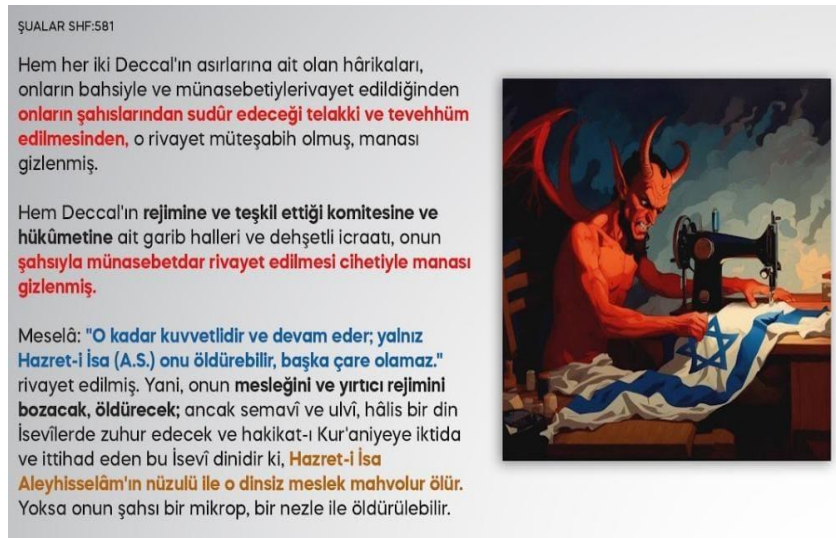 ŞUALAR SHF:581
Hem her iki Deccal'ın asırlarına ait olan hârikaları,
onların bahsiyle ve münasebetiylerivayet edildiğinden
onların şahıslarından sudûr edeceği telakki ve tevehhüm
edilmesinden, o rivayet müteşabih olmuş, manası
gizlenmiş.
Hem Deccal'ın rejimine ve teşkil ettiği komitesine ve
hükûmetine ait garib halleri ve dehşetli icraatı, onun
şahsıyla münasebetdar rivayet edilmesi cihetiyle manası
gizlenmiş.
Meselâ: "O kadar kuvvetlidir ve devam eder; yalnız
Hazret-i İsa (A.S.) onu öldürebilir, başka çare olamaz."
rivayet edilmiş. Yani, onun mesleğini ve yırtıcı rejimini
bozacak, öldürecek; ancak semavî ve ulvî, hâlis bir din
İsevîlerde zuhur edecek ve hakikat-ı Kur'aniyeye iktida
ve ittihad eden bu İsevî dinidir ki, Hazret-i İsa
Aleyhisselâm'ın nüzulü ile o dinsiz meslek mahvolur ölür.
Yoksa onun şahsı bir mikrop, bir nezle ile öldürülebilir.